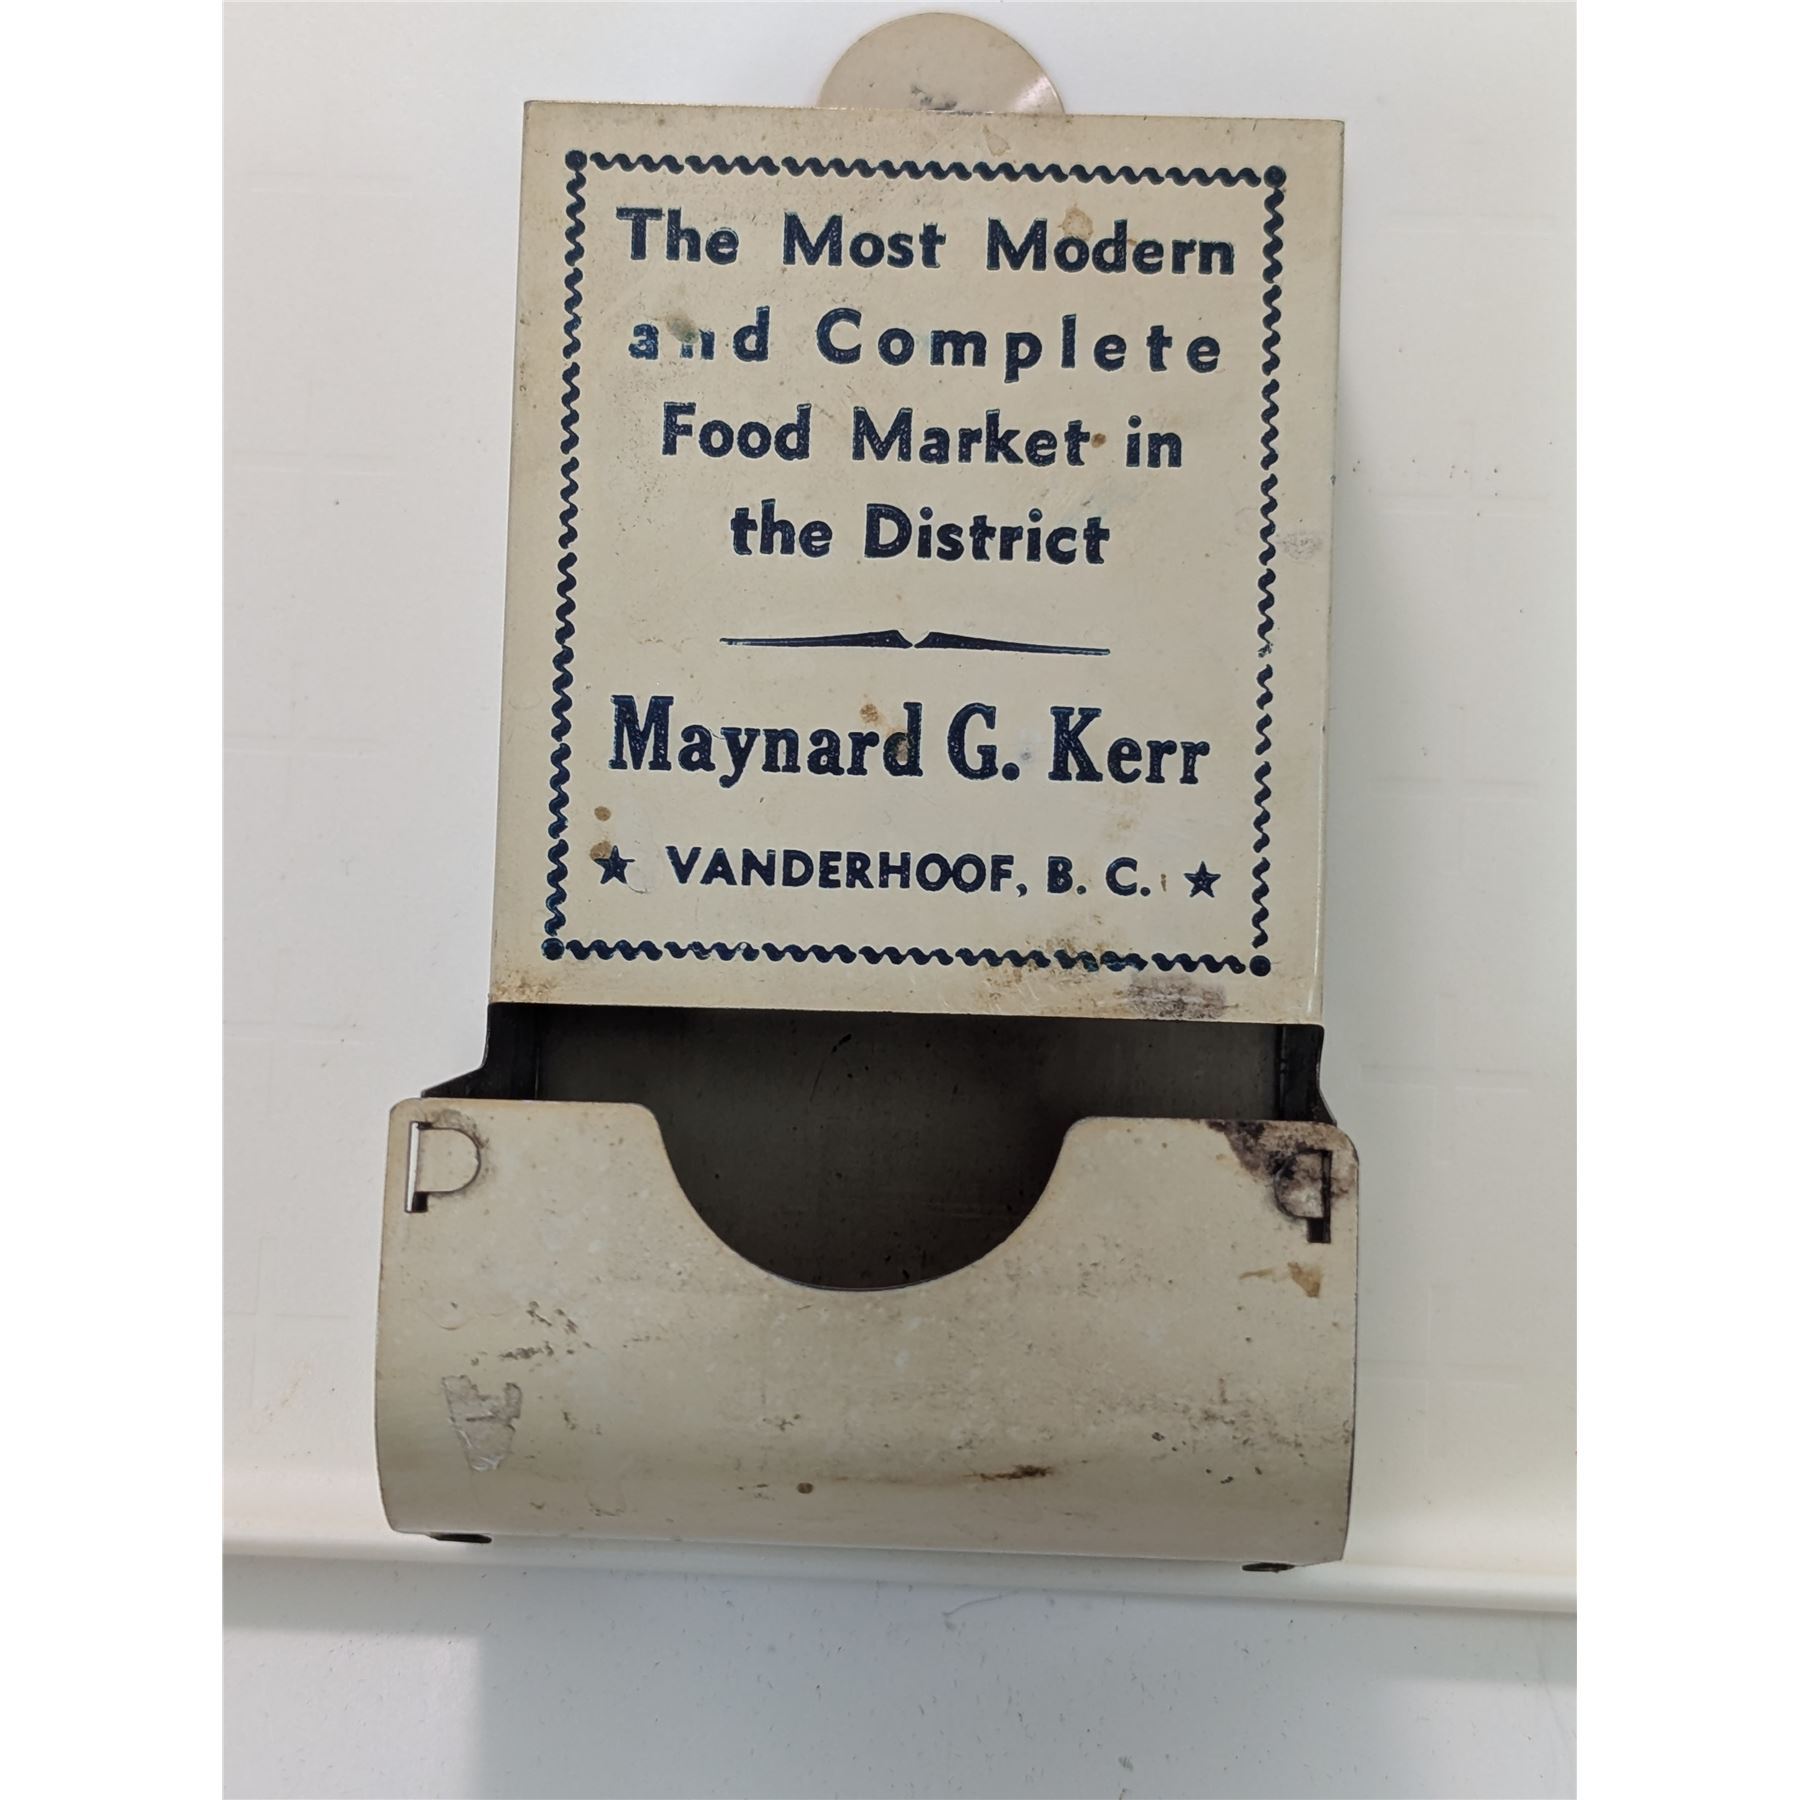 The Most Modern
and Complete
Food Market in
the District
Maynard G. Kerr
★ VANDERHOOF, B. C. ★